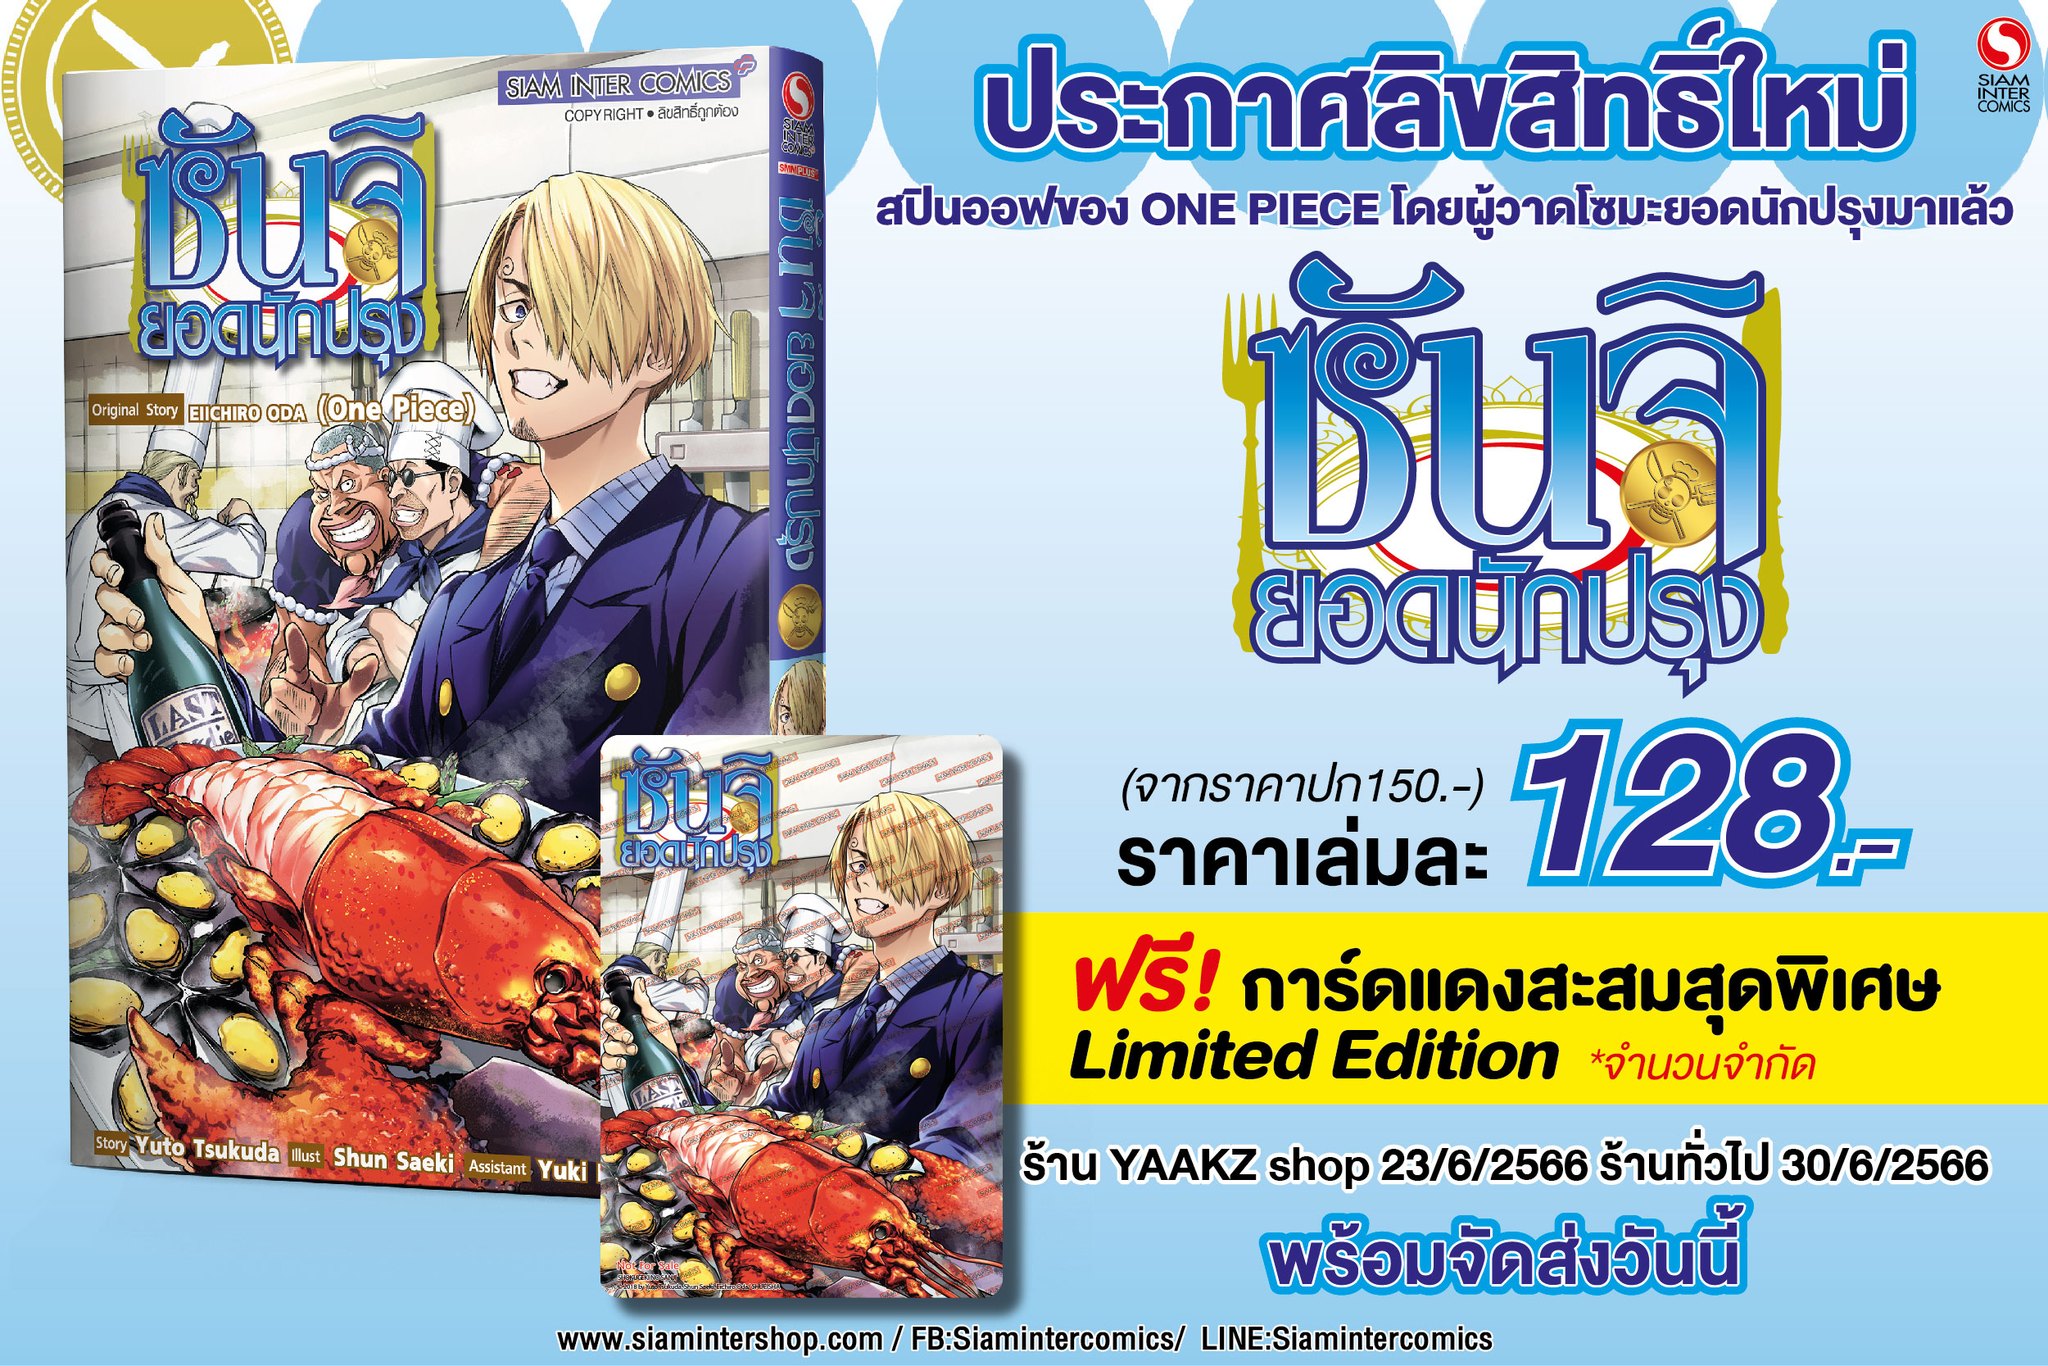 SIAM INTER COMICS
COPYRIGHT • ลิขสิทธิ์ถูกต้อง
ซันจิ
ยอดนักปรุง
Original Story EIICHIRO ODA (One Piece)
LAST
Story Yuto Tsukuda Illust Shun Saeki Assistant Yuki
SIAM
INTER
COMICS
SMM PLUS
ซันจิ ยอดนักปรุง
ซันจิ
ยอดนักปรุง
LAST
Not For Sale
ประกาศลิขสิทธิ์ใหม่
SIAM
INTER
COMICS
สปินออฟของ ONE PIECE โดยผู้วาดโซมะยอดนักปรุงมาแล้ว
ซันจิ
ยอดนักปรุง
(จากราคาปก150.-)
ราคาเล่มละ 128.-
ฟรี! การ์ดแดงสะสมสุดพิเศษ
Limited Edition *จำนวนจำกัด
ร้าน YAAKZ shop 23/6/2566 ร้านทั่วไป 30/6/2566
พร้อมจัดส่งวันนี้
www.siamintershop.com / FB:Siamintercomics/ LINE:Siamintercomics